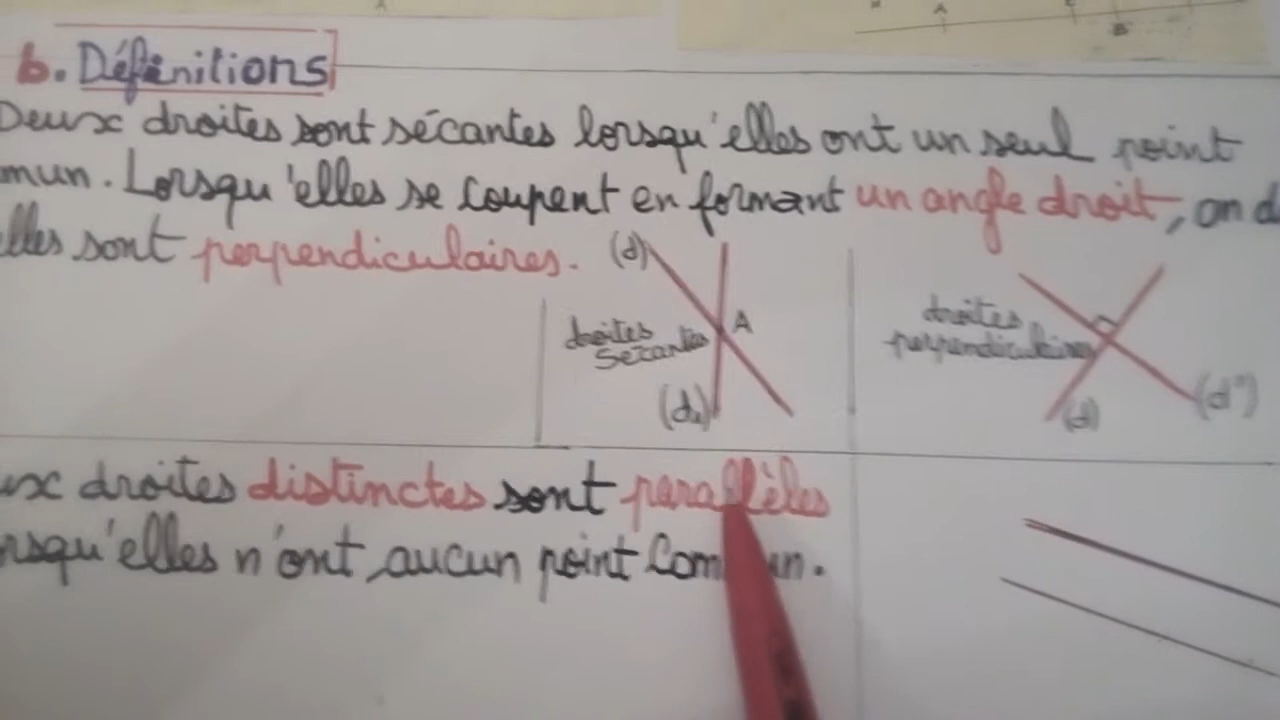 A
B
b. Définitions
Deux droites sont sécantes lorsqu'elles ont un seul point
mun. Lorsqu'elles se coupent en formant un angle droit, on d
elles sont perpendiculaires.
(d)
A
droites
sécantes
droites
perpendiculaires
(d)
ux droites distinctes sont parallèles
rsqu'elles n'ont aucun point Commun.